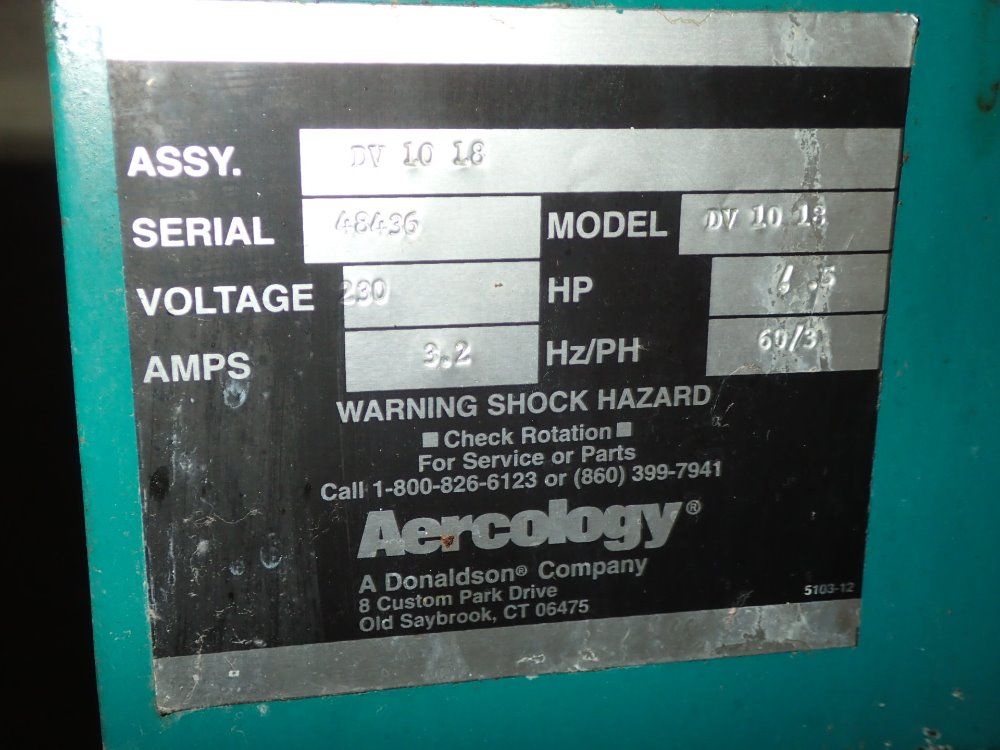 ASSY. DV 10 18
SERIAL 48436 MODEL DV 10 18
VOLTAGE 230 HP
AMPS 3.2 Hz/PH 60/3
WARNING SHOCK HAZARD
■ Check Rotation ■
For Service or Parts
Call 1-800-826-6123 or (860) 399-7941
Aercology®
A Donaldson® Company
8 Custom Park Drive
Old Saybrook, CT 06475
5103-12